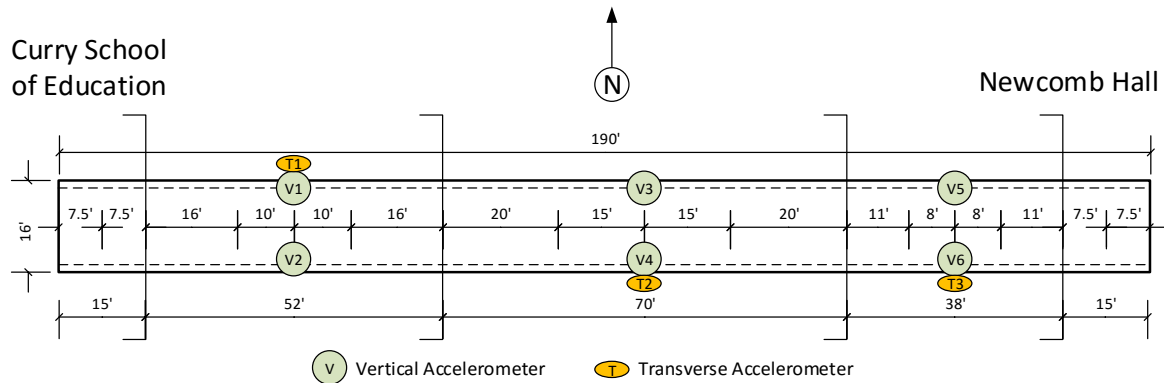 Curry School
of Education
N
Newcomb Hall
190'
T1
V1 V3 V5
16'
7.5' 7.5' 16' 10' 10' 16' 20' 15' 15' 20' 11' 8' 8' 11' 7.5' 7.5'
V2 V4 V6
T2 T3
15' 52' 70' 38' 15'
V Vertical Accelerometer T Transverse Accelerometer